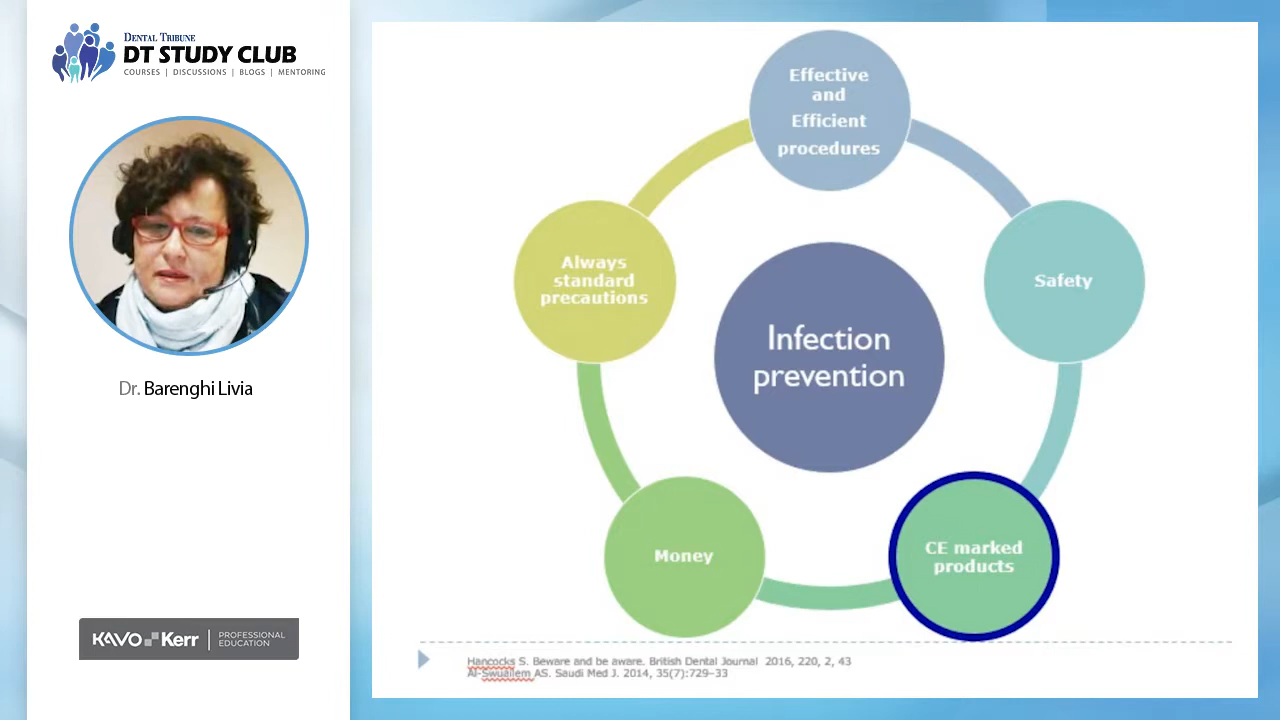 DENTAL TRIBUNE
DT STUDY CLUB
COURSES | DISCUSSIONS | BLOGS | MENTORING
Dr. Barenghi Livia
KAVO Kerr | PROFESSIONAL EDUCATION
Effective
and
Efficient
procedures
Always
standard
precautions
Safety
Infection
prevention
Money
CE marked
products
Hancocks S. Beware and be aware. British Dental Journal 2016, 220, 2, 43
Al-Swuailem AS. Saudi Med J. 2014, 35(7):729–33